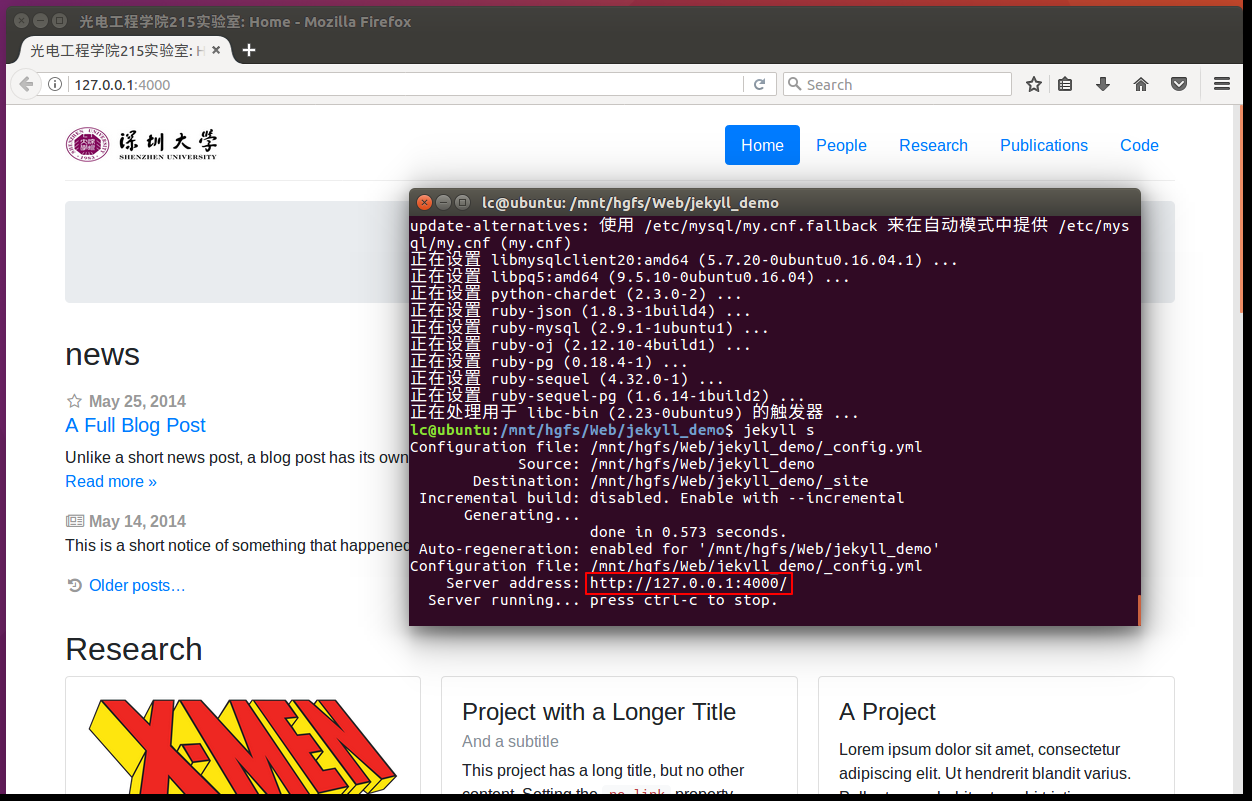 光电工程学院215实验室: Home - Mozilla Firefox
光电工程学院215实验室: H
127.0.0.1:4000
Search
深圳大学
SHENZHEN UNIVERSITY
Home People Research Publications Code
lc@ubuntu: /mnt/hgfs/Web/jekyll_demo
update-alternatives: 使用 /etc/mysql/my.cnf.fallback 来在自动模式中提供 /etc/mys
ql/my.cnf (my.cnf)
正在设置 libmysqlclient20:amd64 (5.7.20-0ubuntu0.16.04.1) ...
正在设置 libpq5:amd64 (9.5.10-0ubuntu0.16.04) ...
正在设置 python-chardet (2.3.0-2) ...
正在设置 ruby-json (1.8.3-1build4) ...
正在设置 ruby-mysql (2.9.1-1ubuntu1) ...
正在设置 ruby-oj (2.12.10-4build1) ...
正在设置 ruby-pg (0.18.4-1) ...
正在设置 ruby-sequel (4.32.0-1) ...
正在设置 ruby-sequel-pg (1.6.14-1build2) ...
正在处理用于 libc-bin (2.23-0ubuntu9) 的触发器 ...
lc@ubuntu:/mnt/hgfs/Web/jekyll_demo$ jekyll s
Configuration file: /mnt/hgfs/Web/jekyll_demo/_config.yml
Source: /mnt/hgfs/Web/jekyll_demo
Destination: /mnt/hgfs/Web/jekyll_demo/_site
Incremental build: disabled. Enable with --incremental
Generating...
done in 0.573 seconds.
Auto-regeneration: enabled for '/mnt/hgfs/Web/jekyll_demo'
Configuration file: /mnt/hgfs/Web/jekyll_demo/_config.yml
Server address: http://127.0.0.1:4000/
Server running... press ctrl-c to stop.
news
May 25, 2014
A Full Blog Post
Unlike a short news post, a blog post has its own
Read more »
May 14, 2014
This is a short notice of something that happened
Older posts…
Research
X-MEN
Project with a Longer Title
And a subtitle
This project has a long title, but no other
content. Setting the no-link property
A Project
Lorem ipsum dolor sit amet, consectetur
adipiscing elit. Ut hendrerit blandit varius.